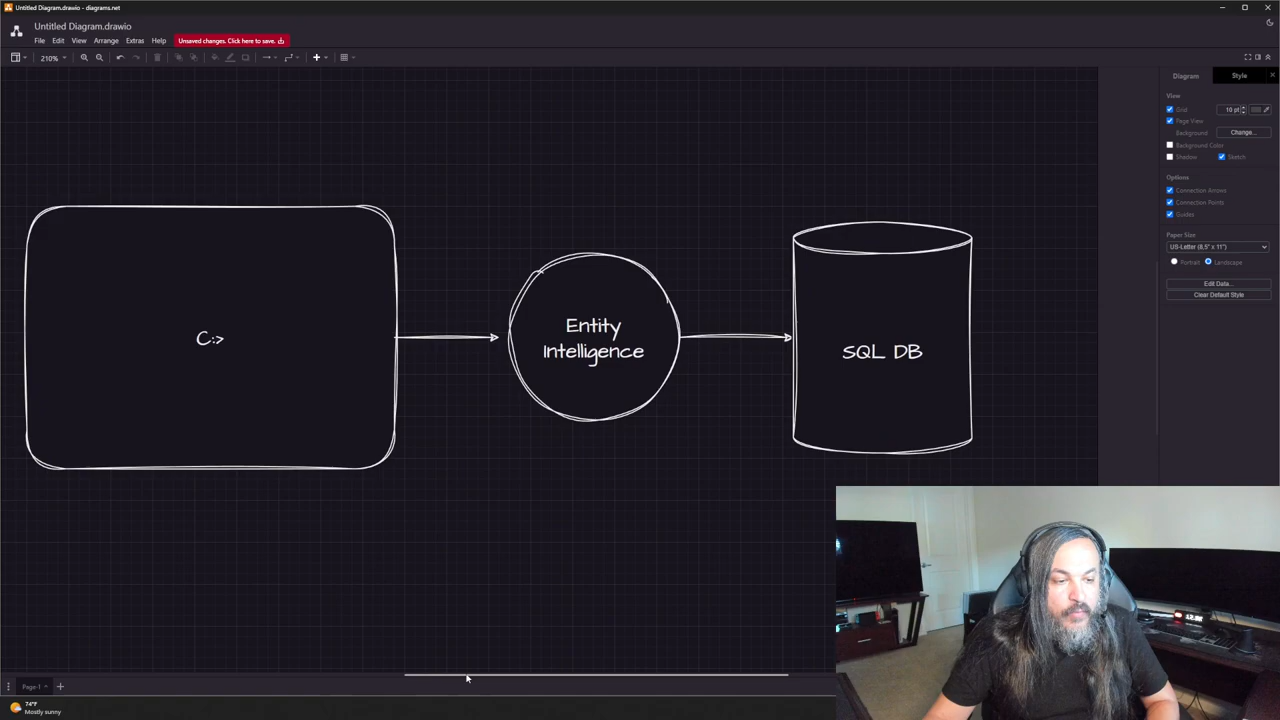 Untitled Diagram.drawio - diagrams.net
Untitled Diagram.drawio
File Edit View Arrange Extras Help Unsaved changes. Click here to save.
210%
Diagram Style
View
Grid 10 pt
Page View
Background Change...
Background Color
Shadow Sketch
Options
Connection Arrows
Connection Points
Guides
Paper Size
US-Letter (8,5" x 11")
Portrait Landscape
Edit Data...
Clear Default Style
C:>
Entity
Intelligence
SQL DB
Page-1
74°F
Mostly sunny